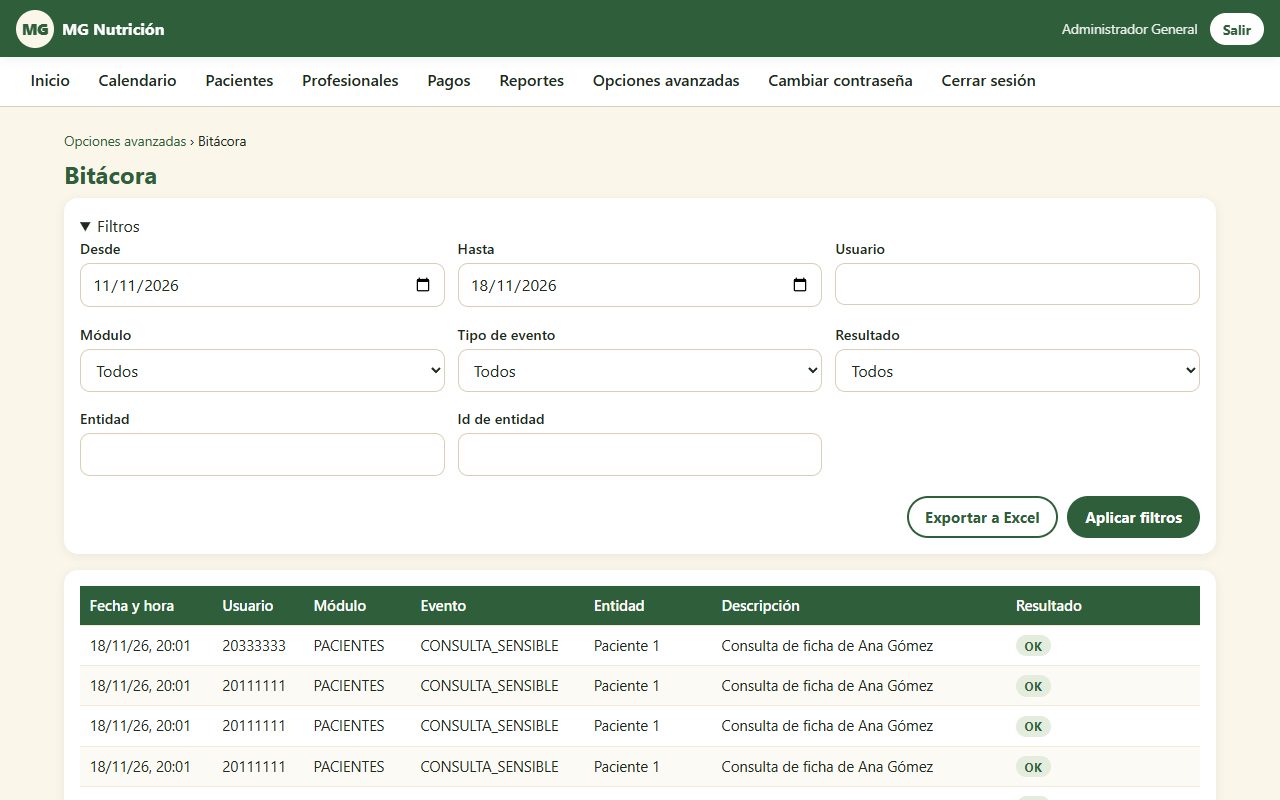 MG MG Nutrición Administrador General Salir
Inicio Calendario Pacientes Profesionales Pagos Reportes Opciones avanzadas Cambiar contraseña Cerrar sesión
Opciones avanzadas › Bitácora
Bitácora
▼ Filtros
Desde Hasta Usuario
11/11/2026 18/11/2026
Módulo Tipo de evento Resultado
Todos Todos Todos
Entidad Id de entidad
Exportar a Excel Aplicar filtros
Fecha y hora Usuario Módulo Evento Entidad Descripción Resultado
18/11/26, 20:01 20333333 PACIENTES CONSULTA_SENSIBLE Paciente 1 Consulta de ficha de Ana Gómez OK
18/11/26, 20:01 20111111 PACIENTES CONSULTA_SENSIBLE Paciente 1 Consulta de ficha de Ana Gómez OK
18/11/26, 20:01 20111111 PACIENTES CONSULTA_SENSIBLE Paciente 1 Consulta de ficha de Ana Gómez OK
18/11/26, 20:01 20111111 PACIENTES CONSULTA_SENSIBLE Paciente 1 Consulta de ficha de Ana Gómez OK